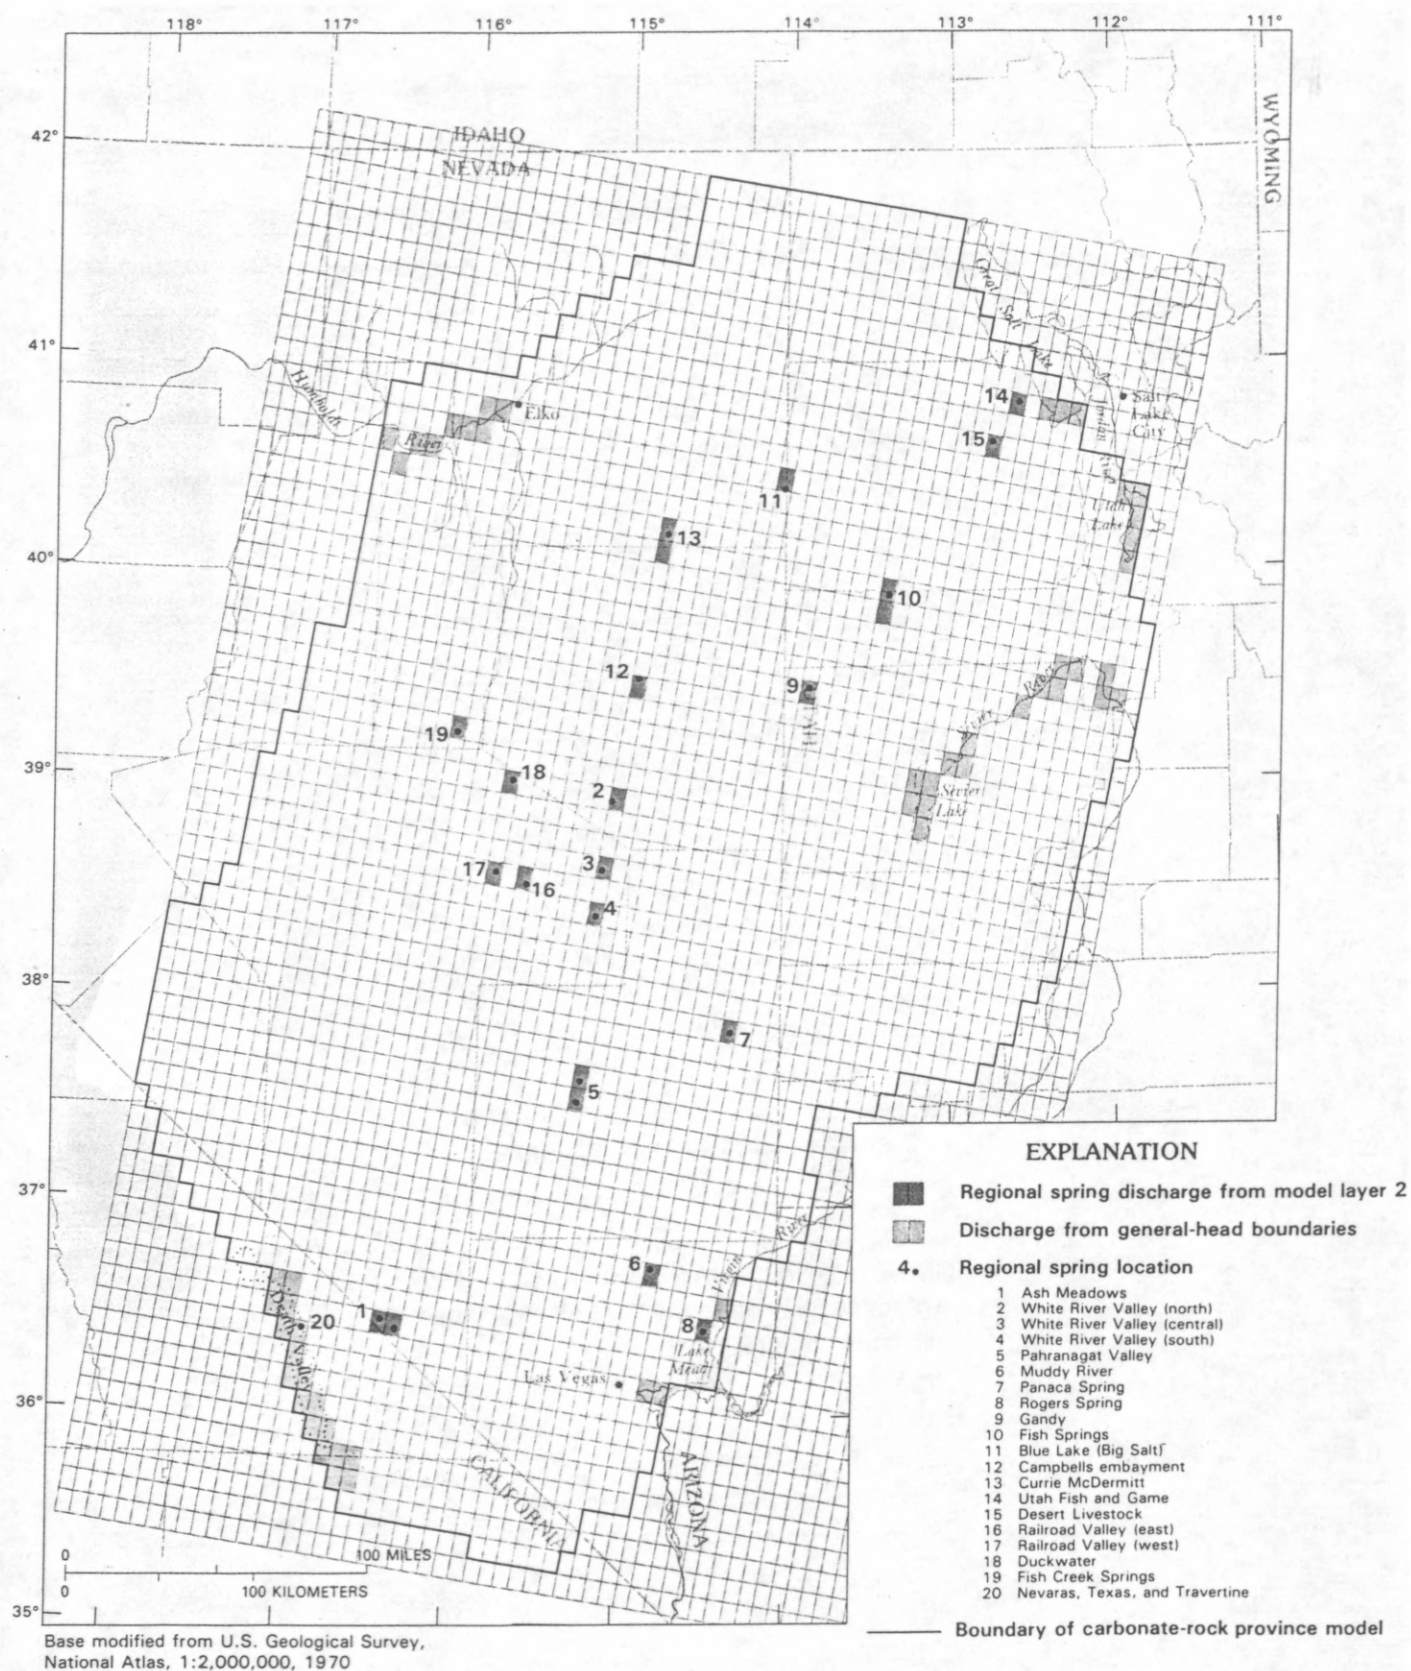 118° 117° 116° 115° 114° 113° 112° 111°
42°
IDAHO
NEVADA
WYOMING
Great Salt Lake
41°
Humboldt
River
Elko
14
Salt
Lake
City
Jordan
River
15
11
Utah
Lake
13
40°
10
12
9
UTAH
Sevier River
19
39°
18
2
Sevier
Lake
17
16
3
4
38°
7
5
37°
Virgin River
6
Death Valley
20
1
8
Lake
Mead
Las Vegas
36°
CALIFORNIA
ARIZONA
0 100 MILES
0 100 KILOMETERS
35°
EXPLANATION
Regional spring discharge from model layer 2
Discharge from general-head boundaries
4. Regional spring location
1 Ash Meadows
2 White River Valley (north)
3 White River Valley (central)
4 White River Valley (south)
5 Pahranagat Valley
6 Muddy River
7 Panaca Spring
8 Rogers Spring
9 Gandy
10 Fish Springs
11 Blue Lake (Big Salt)
12 Campbells embayment
13 Currie McDermitt
14 Utah Fish and Game
15 Desert Livestock
16 Railroad Valley (east)
17 Railroad Valley (west)
18 Duckwater
19 Fish Creek Springs
20 Nevaras, Texas, and Travertine
Boundary of carbonate-rock province model
Base modified from U.S. Geological Survey,
National Atlas, 1:2,000,000, 1970